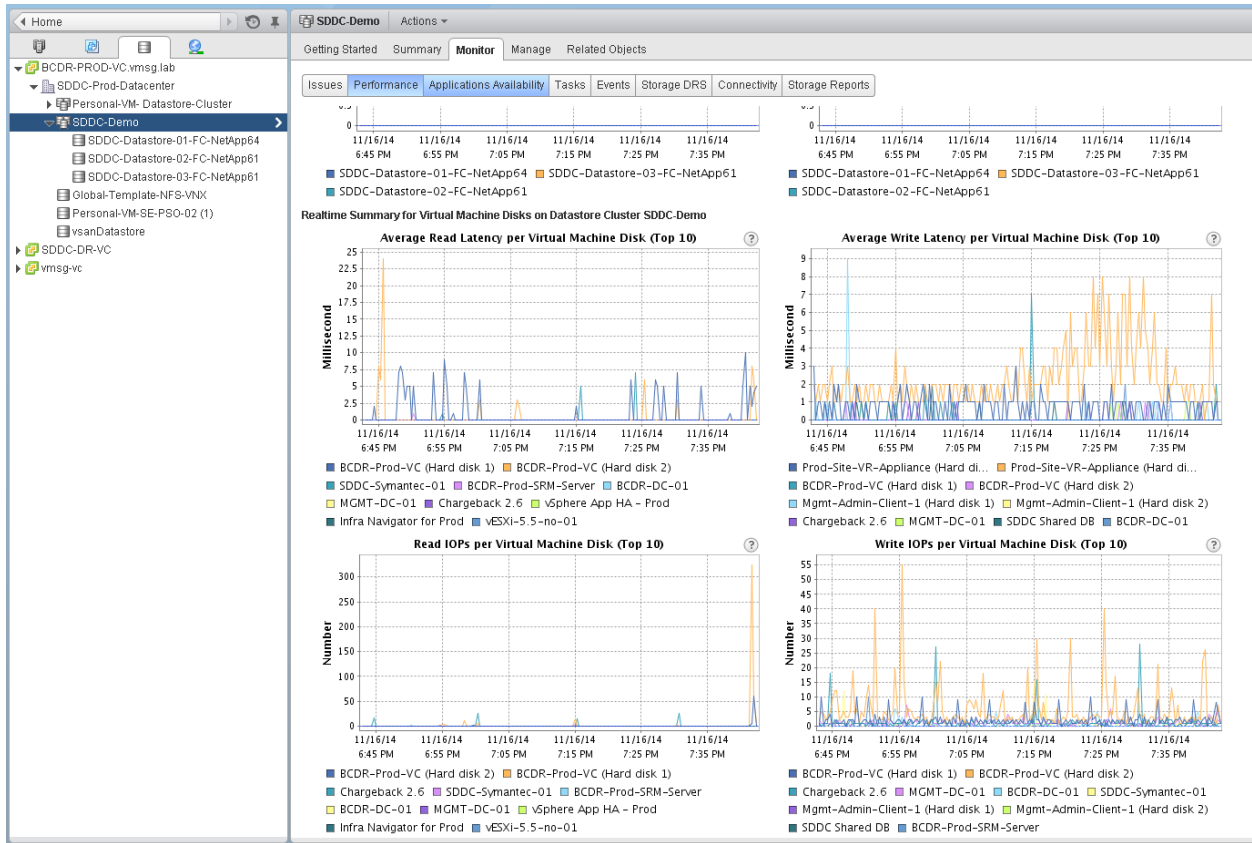 Home
BCDR-PROD-VC.vmsg.lab
SDDC-Prod-Datacenter
Personal-VM- Datastore-Cluster
SDDC-Demo
SDDC-Datastore-01-FC-NetApp64
SDDC-Datastore-02-FC-NetApp61
SDDC-Datastore-03-FC-NetApp61
Global-Template-NFS-VNX
Personal-VM-SE-PSO-02 (1)
vsanDatastore
SDDC-DR-VC
vmsg-vc
SDDC-Demo Actions
Getting Started Summary Monitor Manage Related Objects
Issues Performance Applications Availability Tasks Events Storage DRS Connectivity Storage Reports
0
11/16/14 11/16/14 11/16/14 11/16/14 11/16/14 11/16/14
6:45 PM 6:55 PM 7:05 PM 7:15 PM 7:25 PM 7:35 PM
SDDC-Datastore-01-FC-NetApp64 SDDC-Datastore-03-FC-NetApp61
SDDC-Datastore-02-FC-NetApp61
0
11/16/14 11/16/14 11/16/14 11/16/14 11/16/14 11/16/14
6:45 PM 6:55 PM 7:05 PM 7:15 PM 7:25 PM 7:35 PM
SDDC-Datastore-01-FC-NetApp64 SDDC-Datastore-03-FC-NetApp61
SDDC-Datastore-02-FC-NetApp61
Realtime Summary for Virtual Machine Disks on Datastore Cluster SDDC-Demo
Average Read Latency per Virtual Machine Disk (Top 10) ?
Millisecond
25
22.5
20
17.5
15
12.5
10
7.5
5
2.5
0
11/16/14 11/16/14 11/16/14 11/16/14 11/16/14 11/16/14
6:45 PM 6:55 PM 7:05 PM 7:15 PM 7:25 PM 7:35 PM
BCDR-Prod-VC (Hard disk 1) BCDR-Prod-VC (Hard disk 2)
SDDC-Symantec-01 BCDR-Prod-SRM-Server BCDR-DC-01
MGMT-DC-01 Chargeback 2.6 vSphere App HA - Prod
Infra Navigator for Prod vESXi-5.5-no-01
Average Write Latency per Virtual Machine Disk (Top 10) ?
Millisecond
9
8
7
6
5
4
3
2
1
0
11/16/14 11/16/14 11/16/14 11/16/14 11/16/14 11/16/14
6:45 PM 6:55 PM 7:05 PM 7:15 PM 7:25 PM 7:35 PM
Prod-Site-VR-Appliance (Hard di... Prod-Site-VR-Appliance (Hard di...
BCDR-Prod-VC (Hard disk 1) BCDR-Prod-VC (Hard disk 2)
Mgmt-Admin-Client-1 (Hard disk 1) Mgmt-Admin-Client-1 (Hard disk 2)
Chargeback 2.6 MGMT-DC-01 SDDC Shared DB BCDR-DC-01
Read IOPs per Virtual Machine Disk (Top 10) ?
Number
300
250
200
150
100
50
0
11/16/14 11/16/14 11/16/14 11/16/14 11/16/14 11/16/14
6:45 PM 6:55 PM 7:05 PM 7:15 PM 7:25 PM 7:35 PM
BCDR-Prod-VC (Hard disk 2) BCDR-Prod-VC (Hard disk 1)
Chargeback 2.6 SDDC-Symantec-01 BCDR-Prod-SRM-Server
BCDR-DC-01 MGMT-DC-01 vSphere App HA - Prod
Infra Navigator for Prod vESXi-5.5-no-01
Write IOPs per Virtual Machine Disk (Top 10) ?
Number
55
50
45
40
35
30
25
20
15
10
5
0
11/16/14 11/16/14 11/16/14 11/16/14 11/16/14 11/16/14
6:45 PM 6:55 PM 7:05 PM 7:15 PM 7:25 PM 7:35 PM
BCDR-Prod-VC (Hard disk 1) BCDR-Prod-VC (Hard disk 2)
Chargeback 2.6 MGMT-DC-01 BCDR-DC-01 SDDC-Symantec-01
Mgmt-Admin-Client-1 (Hard disk 1) Mgmt-Admin-Client-1 (Hard disk 2)
SDDC Shared DB BCDR-Prod-SRM-Server